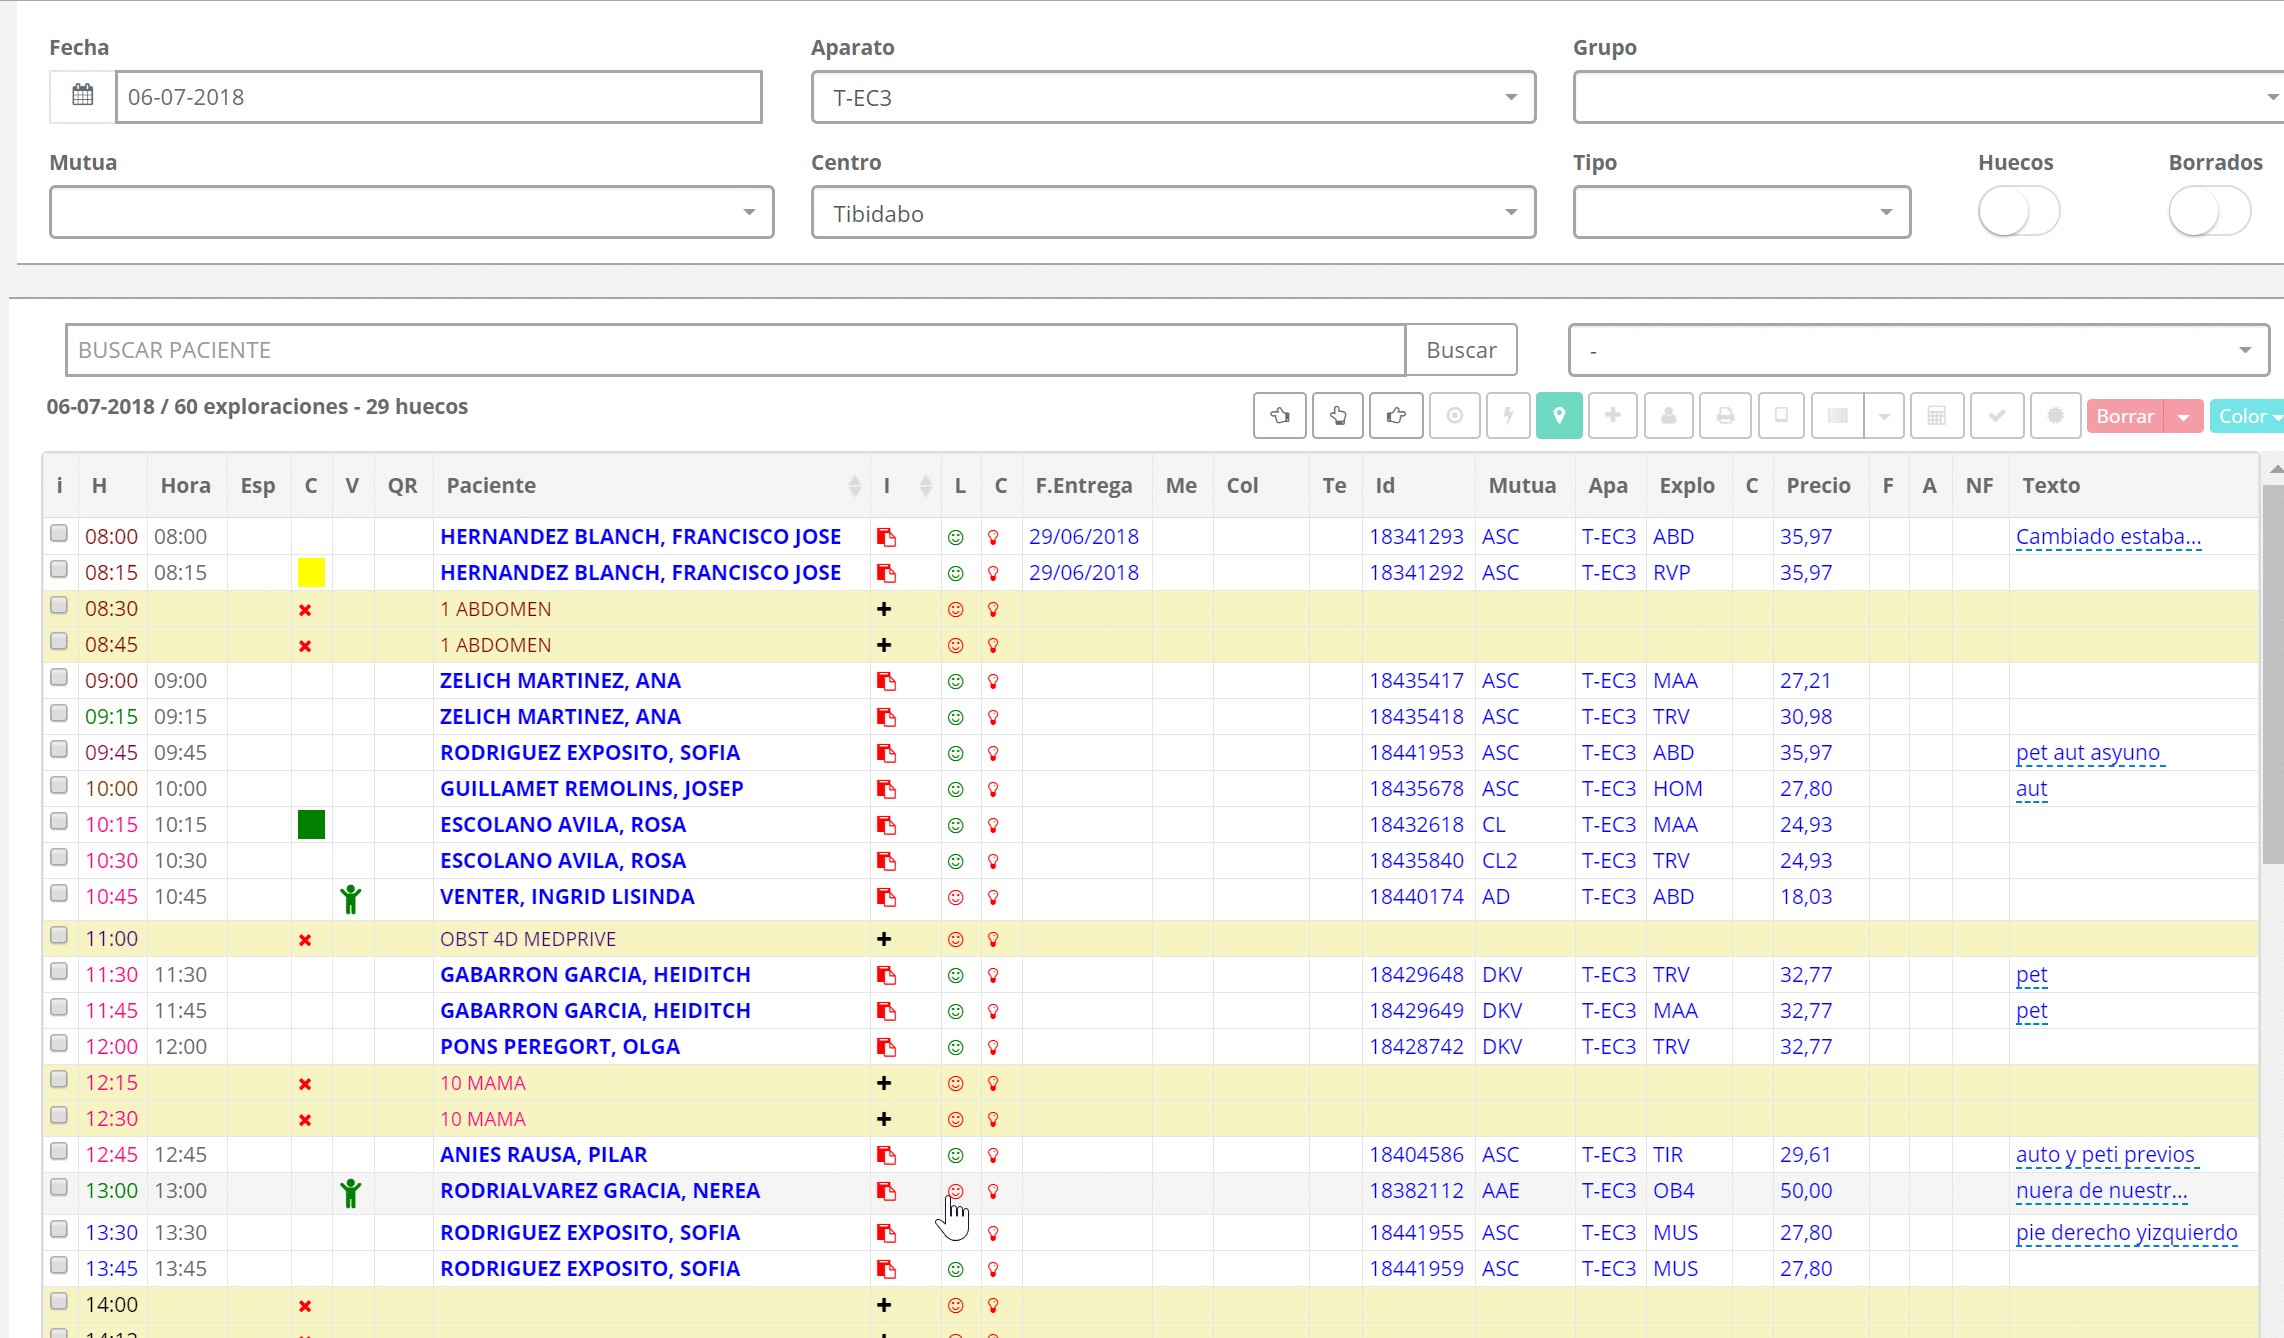 Fecha Aparato Grupo
06-07-2018 T-EC3
Mutua Centro Tipo Huecos Borrados
Tibidabo
BUSCAR PACIENTE Buscar -
06-07-2018 / 60 exploraciones - 29 huecos Borrar Color
i H Hora Esp C V QR Paciente I L C F.Entrega Me Col Te Id Mutua Apa Explo C Precio F A NF Texto
08:00 08:00 HERNANDEZ BLANCH, FRANCISCO JOSE 29/06/2018 18341293 ASC T-EC3 ABD 35,97 Cambiado estaba...
08:15 08:15 HERNANDEZ BLANCH, FRANCISCO JOSE 29/06/2018 18341292 ASC T-EC3 RVP 35,97
08:30 1 ABDOMEN
08:45 1 ABDOMEN
09:00 09:00 ZELICH MARTINEZ, ANA 18435417 ASC T-EC3 MAA 27,21
09:15 09:15 ZELICH MARTINEZ, ANA 18435418 ASC T-EC3 TRV 30,98
09:45 09:45 RODRIGUEZ EXPOSITO, SOFIA 18441953 ASC T-EC3 ABD 35,97 pet aut asyuno
10:00 10:00 GUILLAMET REMOLINS, JOSEP 18435678 ASC T-EC3 HOM 27,80 aut
10:15 10:15 ESCOLANO AVILA, ROSA 18432618 CL T-EC3 MAA 24,93
10:30 10:30 ESCOLANO AVILA, ROSA 18435840 CL2 T-EC3 TRV 24,93
10:45 10:45 VENTER, INGRID LISINDA 18440174 AD T-EC3 ABD 18,03
11:00 OBST 4D MEDPRIVE
11:30 11:30 GABARRON GARCIA, HEIDITCH 18429648 DKV T-EC3 TRV 32,77 pet
11:45 11:45 GABARRON GARCIA, HEIDITCH 18429649 DKV T-EC3 MAA 32,77 pet
12:00 12:00 PONS PEREGORT, OLGA 18428742 DKV T-EC3 TRV 32,77
12:15 10 MAMA
12:30 10 MAMA
12:45 12:45 ANIES RAUSA, PILAR 18404586 ASC T-EC3 TIR 29,61 auto y peti previos
13:00 13:00 RODRIALVAREZ GRACIA, NEREA 18382112 AAE T-EC3 OB4 50,00 nuera de nuestr...
13:30 13:30 RODRIGUEZ EXPOSITO, SOFIA 18441955 ASC T-EC3 MUS 27,80 pie derecho yizquierdo
13:45 13:45 RODRIGUEZ EXPOSITO, SOFIA 18441959 ASC T-EC3 MUS 27,80
14:00